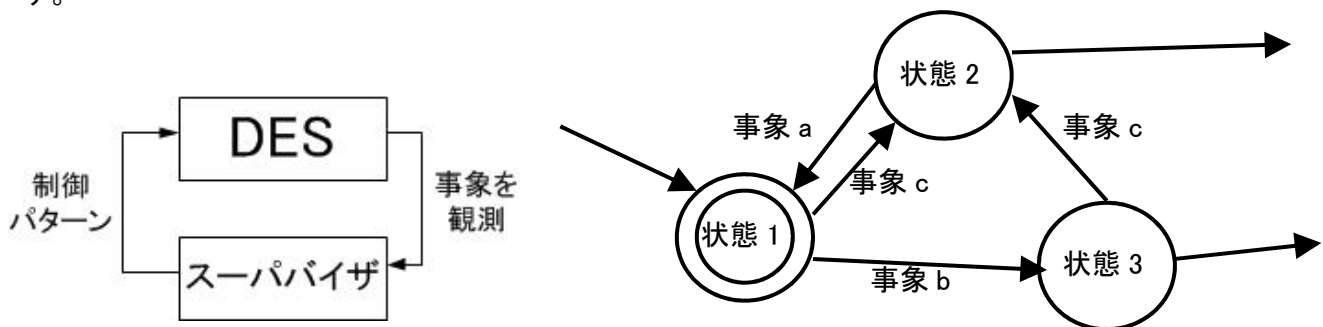 す。
DES
制御
パターン
事象を
観測
スーパバイザ
状態 2
事象 a
事象 c
事象 c
状態 1
事象 b
状態 3